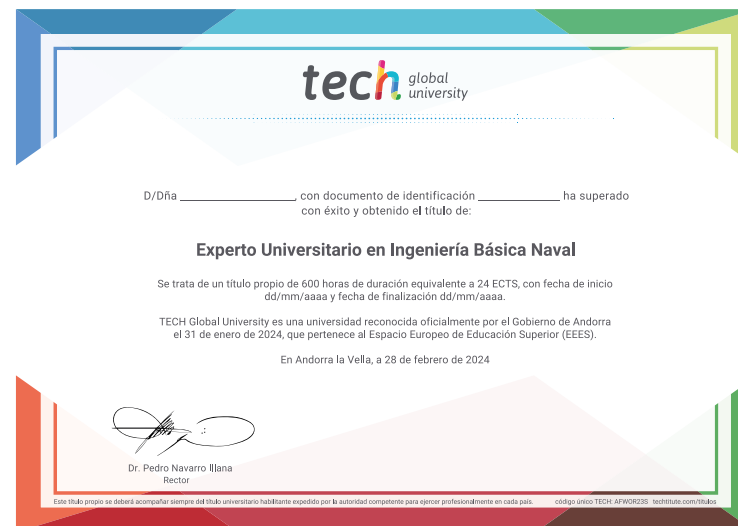 tech global university
D/Dña ______________, con documento de identificación ______________ ha superado
con éxito y obtenido el título de:
Experto Universitario en Ingeniería Básica Naval
Se trata de un título propio de 600 horas de duración equivalente a 24 ECTS, con fecha de inicio
dd/mm/aaaa y fecha de finalización dd/mm/aaaa.
TECH Global University es una universidad reconocida oficialmente por el Gobierno de Andorra
el 31 de enero de 2024, que pertenece al Espacio Europeo de Educación Superior (EEES).
En Andorra la Vella, a 28 de febrero de 2024
Dr. Pedro Navarro Illana
Rector
Este título propio se deberá acompañar siempre del título universitario habilitante expedido por la autoridad competente para ejercer profesionalmente en cada país. código único TECH: AFWOR23S techtitute.com/titulos